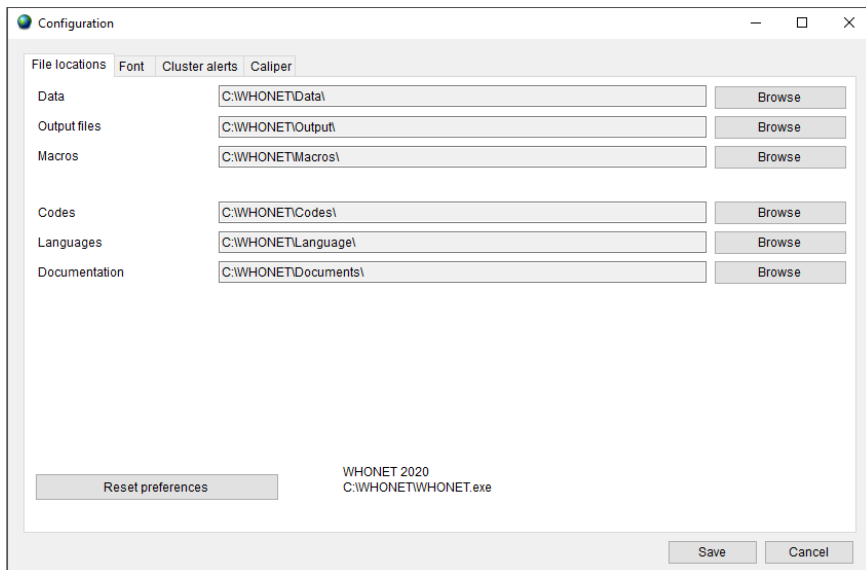 Configuration
File locations Font Cluster alerts Caliper
Data C:\WHONET\Data\ Browse
Output files C:\WHONET\Output\ Browse
Macros C:\WHONET\Macros\ Browse
Codes C:\WHONET\Codes\ Browse
Languages C:\WHONET\Language\ Browse
Documentation C:\WHONET\Documents\ Browse
WHONET 2020
Reset preferences C:\WHONET\WHONET.exe
Save Cancel